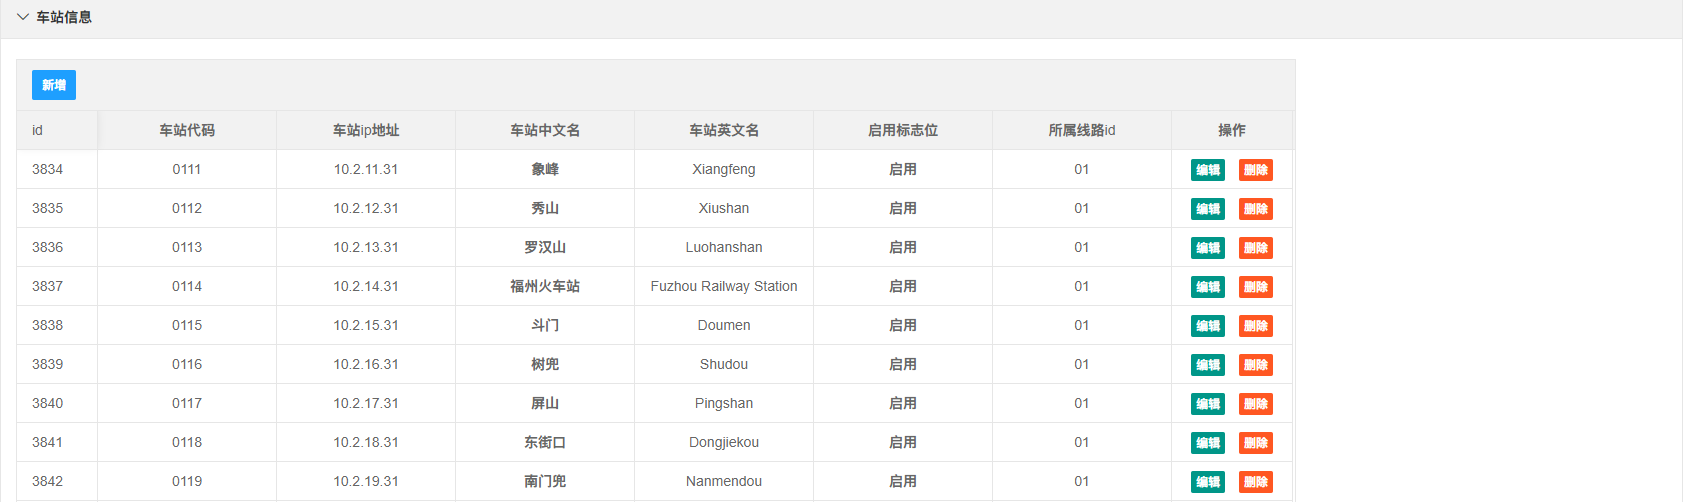 车站信息
新增
id 车站代码 车站ip地址 车站中文名 车站英文名 启用标志位 所属线路id 操作
3834 0111 10.2.11.31 象峰 Xiangfeng 启用 01 编辑 删除
3835 0112 10.2.12.31 秀山 Xiushan 启用 01 编辑 删除
3836 0113 10.2.13.31 罗汉山 Luohanshan 启用 01 编辑 删除
3837 0114 10.2.14.31 福州火车站 Fuzhou Railway Station 启用 01 编辑 删除
3838 0115 10.2.15.31 斗门 Doumen 启用 01 编辑 删除
3839 0116 10.2.16.31 树兜 Shudou 启用 01 编辑 删除
3840 0117 10.2.17.31 屏山 Pingshan 启用 01 编辑 删除
3841 0118 10.2.18.31 东街口 Dongjiekou 启用 01 编辑 删除
3842 0119 10.2.19.31 南门兜 Nanmendou 启用 01 编辑 删除